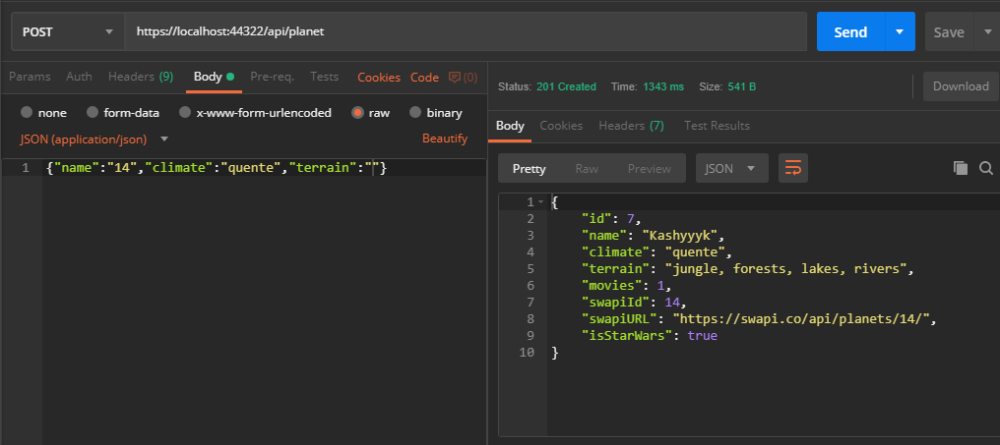 POST https://localhost:44322/api/planet Send Save
Params Auth Headers (9) Body Pre-req. Tests Cookies Code (0)
none form-data x-www-form-urlencoded raw binary
JSON (application/json) Beautify
1 {"name":"14","climate":"quente","terrain":""}
Status: 201 Created Time: 1343 ms Size: 541 B Download
Body Cookies Headers (7) Test Results
Pretty Raw Preview JSON
1 {
2 "id": 7,
3 "name": "Kashyyyk",
4 "climate": "quente",
5 "terrain": "jungle, forests, lakes, rivers",
6 "movies": 1,
7 "swapiId": 14,
8 "swapiURL": "https://swapi.co/api/planets/14/",
9 "isStarWars": true
10 }